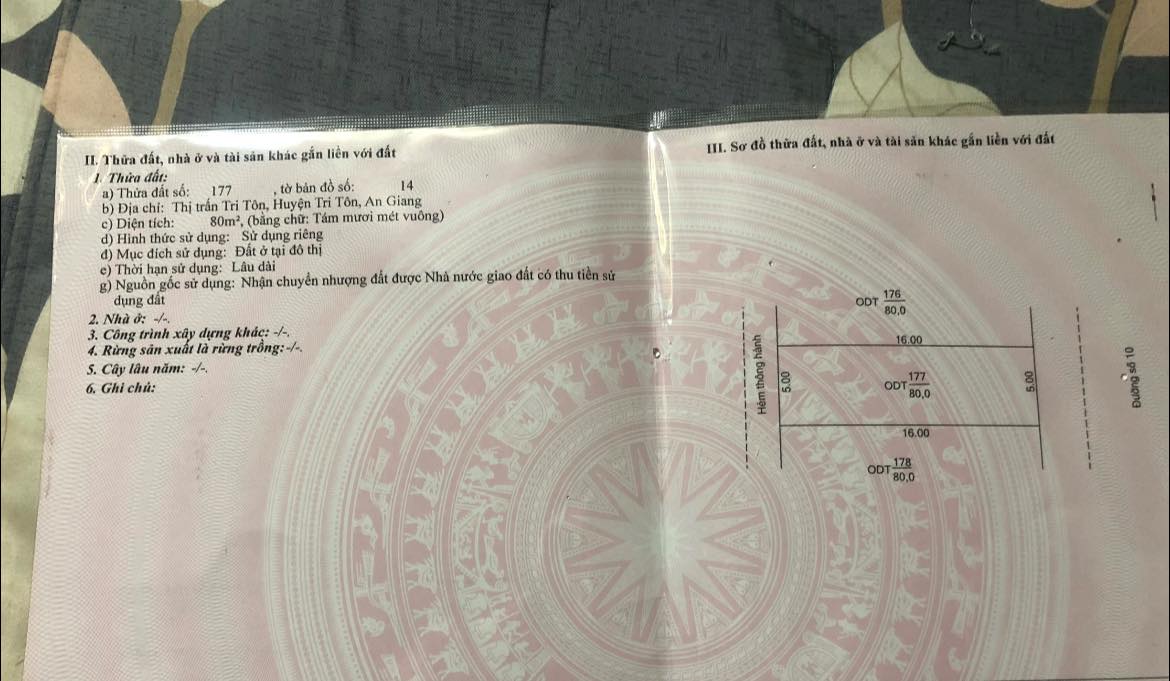 II. Thửa đất, nhà ở và tài sản khác gắn liền với đất
1. Thửa đất:
a) Thửa đất số: 177 , tờ bản đồ số: 14
b) Địa chỉ: Thị trấn Tri Tôn, Huyện Tri Tôn, An Giang
c) Diện tích: 80m², (bằng chữ: Tám mươi mét vuông)
d) Hình thức sử dụng: Sử dụng riêng
đ) Mục đích sử dụng: Đất ở tại đô thị
e) Thời hạn sử dụng: Lâu dài
g) Nguồn gốc sử dụng: Nhận chuyển nhượng đất được Nhà nước giao đất có thu tiền sử
dụng đất
2. Nhà ở: -/-.
3. Công trình xây dựng khác: -/-.
4. Rừng sản xuất là rừng trồng: -/-.
5. Cây lâu năm: -/-.
6. Ghi chú:
III. Sơ đồ thửa đất, nhà ở và tài sản khác gắn liền với đất
ODT 176
80,0
16.00
Hẻm thông hành
5.00
ODT 177
80,0
5.00
Đường số 10
16.00
ODT 178
80,0